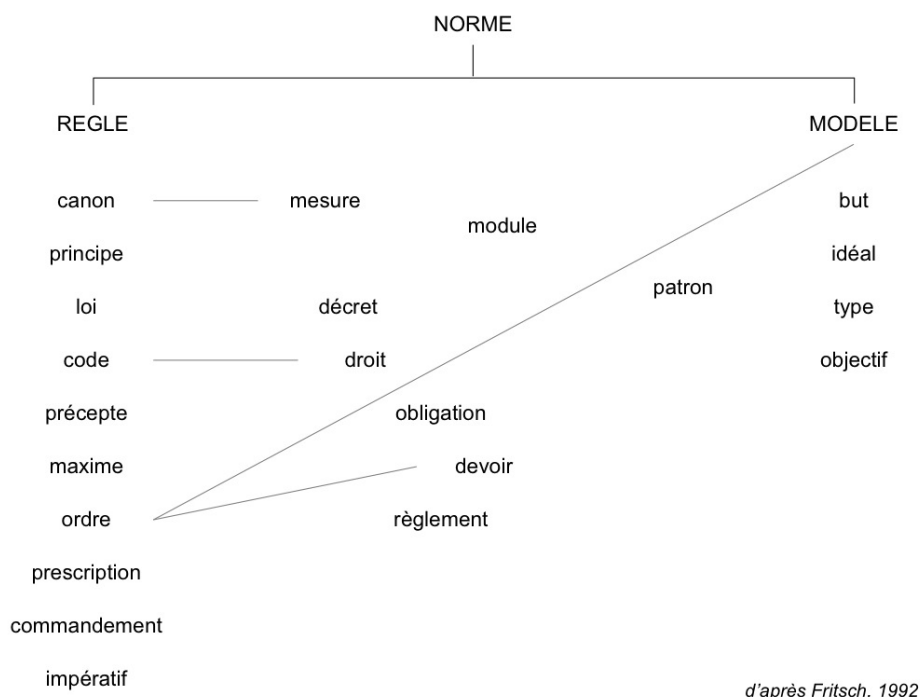 NORME
REGLE MODELE
canon mesure but
module
principe idéal
patron
loi décret type
code droit objectif
précepte obligation
maxime devoir
ordre règlement
prescription
commandement
impératif
d'après Fritsch, 1992